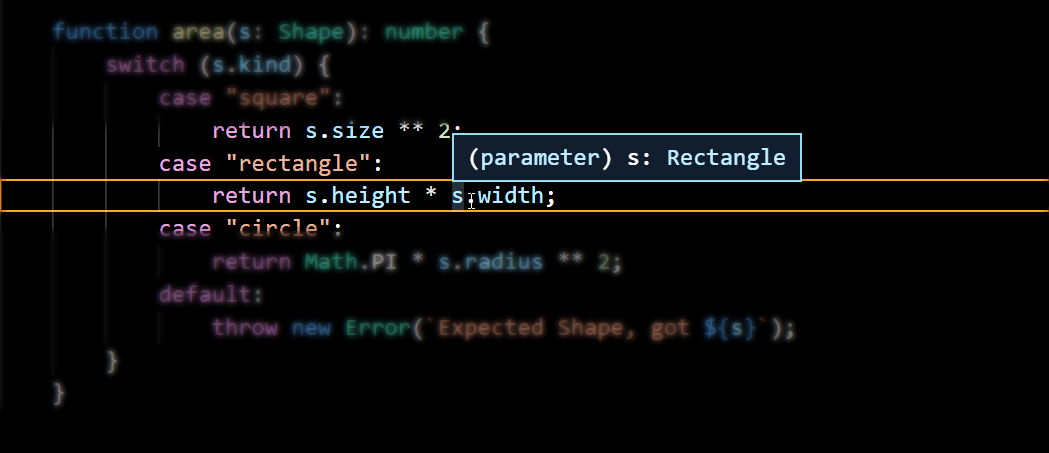 function area(s: Shape): number {
switch (s.kind) {
case "square":
return s.size ** 2;
(parameter) s: Rectangle
case "rectangle":
return s.height * s.width;
case "circle":
return Math.PI * s.radius ** 2;
default:
throw new Error(`Expected Shape, got ${s}`);
}
}